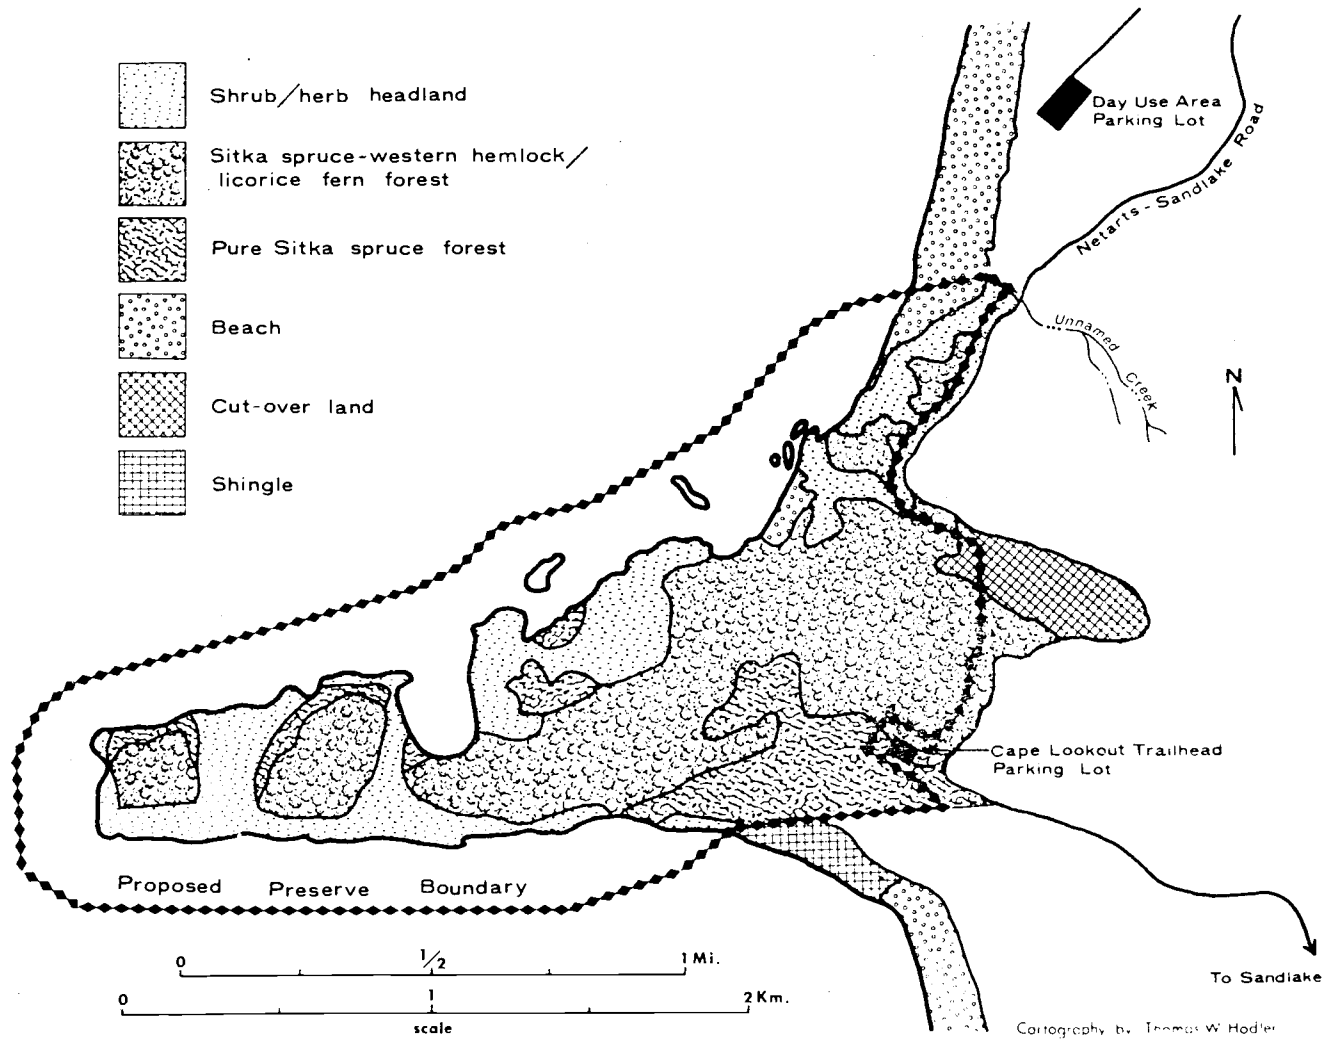 Shrub/herb headland
Sitka spruce-western hemlock/
licorice fern forest
Pure Sitka spruce forest
Beach
Cut-over land
Shingle
Day Use Area
Parking Lot
Netarts-Sandlake Road
Unnamed Creek
N
Cape Lookout Trailhead
Parking Lot
Proposed Preserve Boundary
0 1/2 1 Mi.
0 1 2 Km.
scale
To Sandlake
Cartography by Thomas W Hodler